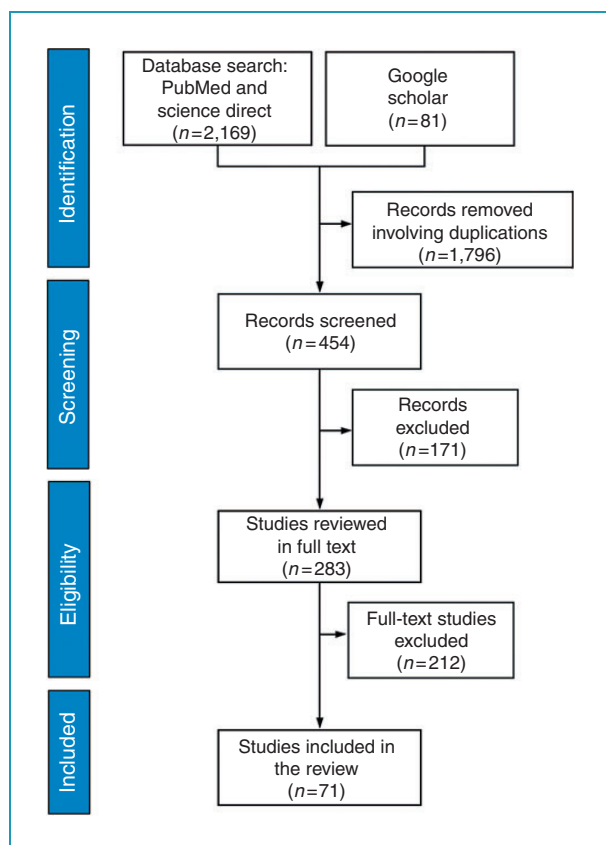 Identification
Database search:
PubMed and
science direct
(n=2,169)
Google
scholar
(n=81)
Records removed
involving duplications
(n=1,796)
Screening
Records screened
(n=454)
Records
excluded
(n=171)
Eligibility
Studies reviewed
in full text
(n=283)
Full-text studies
excluded
(n=212)
Included
Studies included in
the review
(n=71)